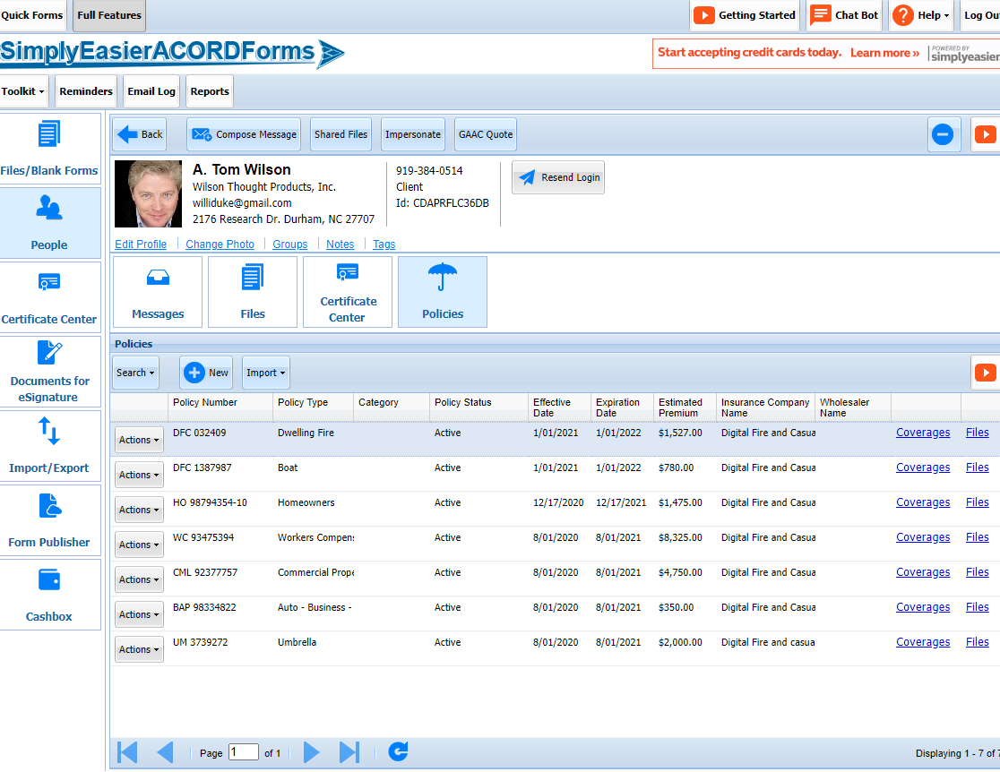 Quick Forms
Full Features
Getting Started
Chat Bot
Help
Log Out
SimplyEasierACORDForms
Start accepting credit cards today. Learn more »
POWERED BY
simplyeasier
Toolkit
Reminders
Email Log
Reports
Files/Blank Forms
People
Certificate Center
Documents for
eSignature
Import/Export
Form Publisher
Cashbox
Back
Compose Message
Shared Files
Impersonate
GAAC Quote
A. Tom Wilson
Wilson Thought Products, Inc.
williduke@gmail.com
2176 Research Dr. Durham, NC 27707
919-384-0514
Client
Id: CDAPRFLC36DB
Resend Login
Edit Profile
Change Photo
Groups
Notes
Tags
Messages
Files
Certificate
Center
Policies
Policies
Search
New
Import
Policy Number Policy Type Category Policy Status Effective Date Expiration Date Estimated Premium Insurance Company Name Wholesaler Name
Actions DFC 032409 Dwelling Fire Active 1/01/2021 1/01/2022 $1,527.00 Digital Fire and Casua Coverages Files
Actions DFC 1387987 Boat Active 1/01/2021 1/01/2022 $780.00 Digital Fire and Casua Coverages Files
Actions HO 98794354-10 Homeowners Active 12/17/2020 12/17/2021 $1,475.00 Digital Fire and Casua Coverages Files
Actions WC 93475394 Workers Compens Active 8/01/2020 8/01/2021 $8,325.00 Digital Fire and Casua Coverages Files
Actions CML 92377757 Commercial Prope Active 8/01/2020 8/01/2021 $4,750.00 Digital Fire and Casua Coverages Files
Actions BAP 98334822 Auto - Business - Active 8/01/2020 8/01/2021 $350.00 Digital Fire and Casua Coverages Files
Actions UM 3739272 Umbrella Active 8/01/2020 8/01/2021 $2,000.00 Digital Fire and casua Coverages Files
Page 1 of 1
Displaying 1 - 7 of 7